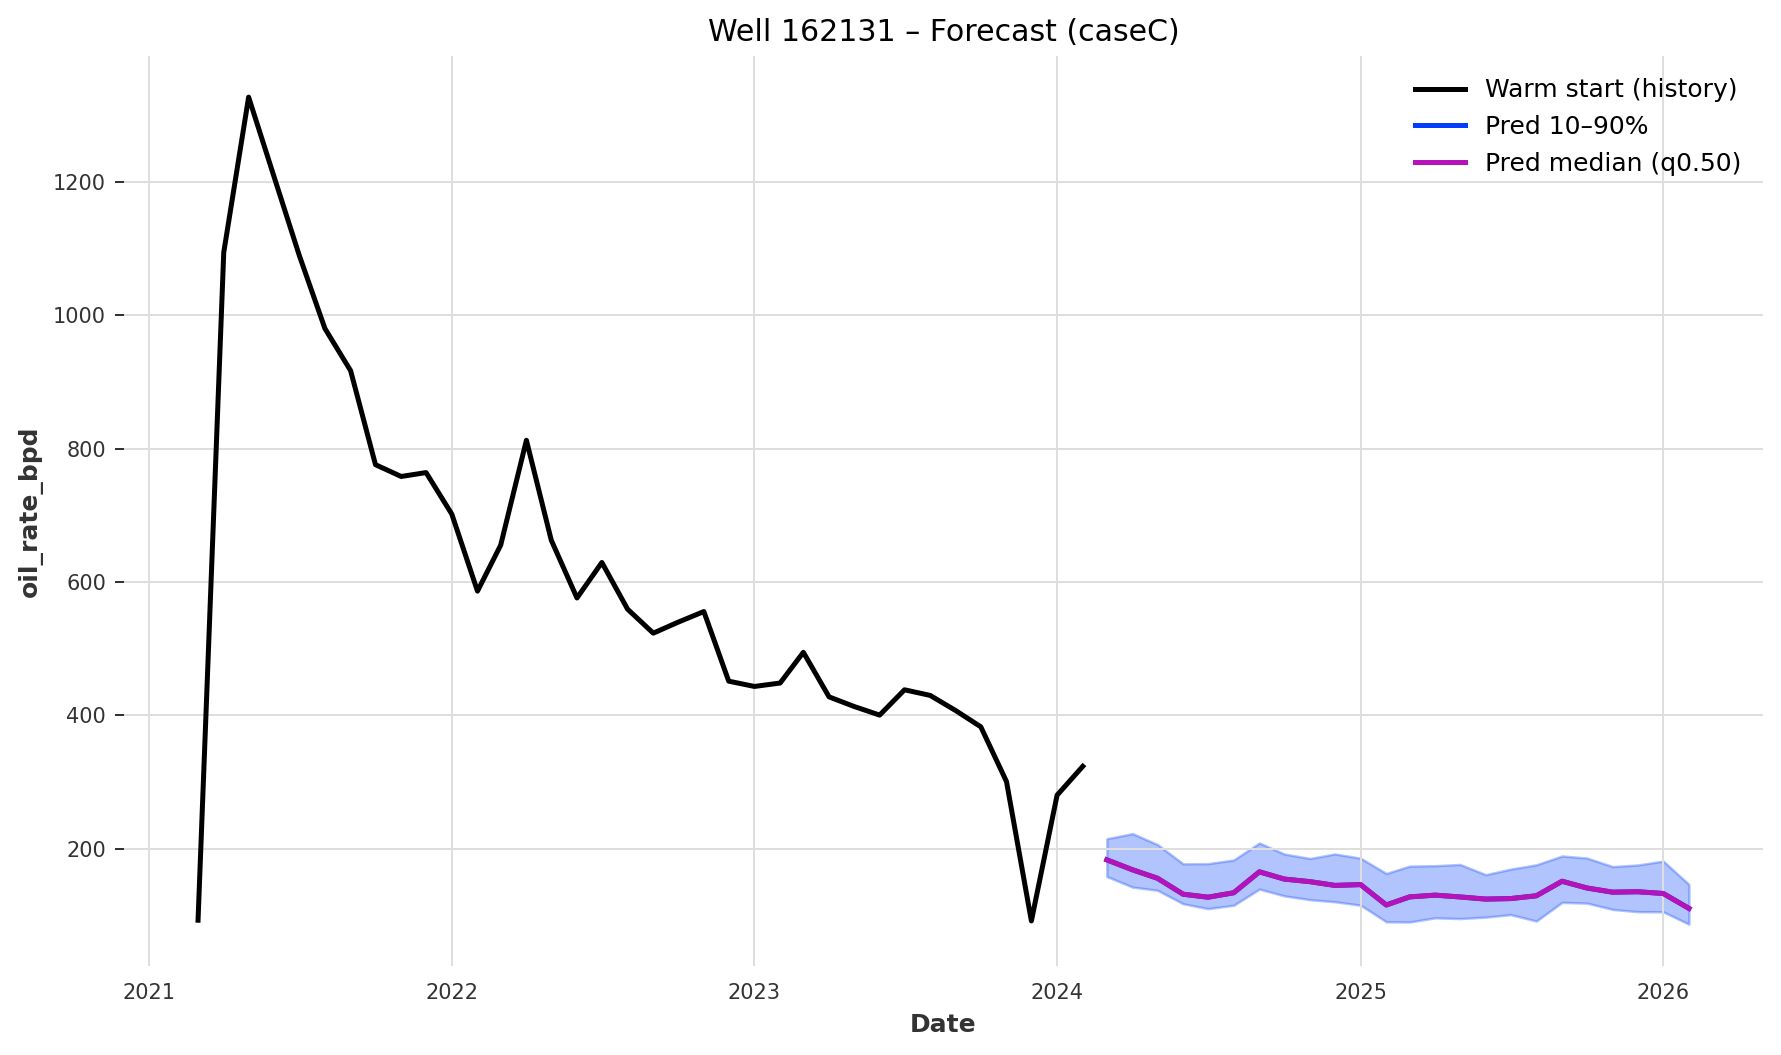 Well 162131 – Forecast (caseC)
Warm start (history)
Pred 10–90%
Pred median (q0.50)
oil_rate_bpd
1200
1000
800
600
400
200
2021 2022 2023 2024 2025 2026
Date